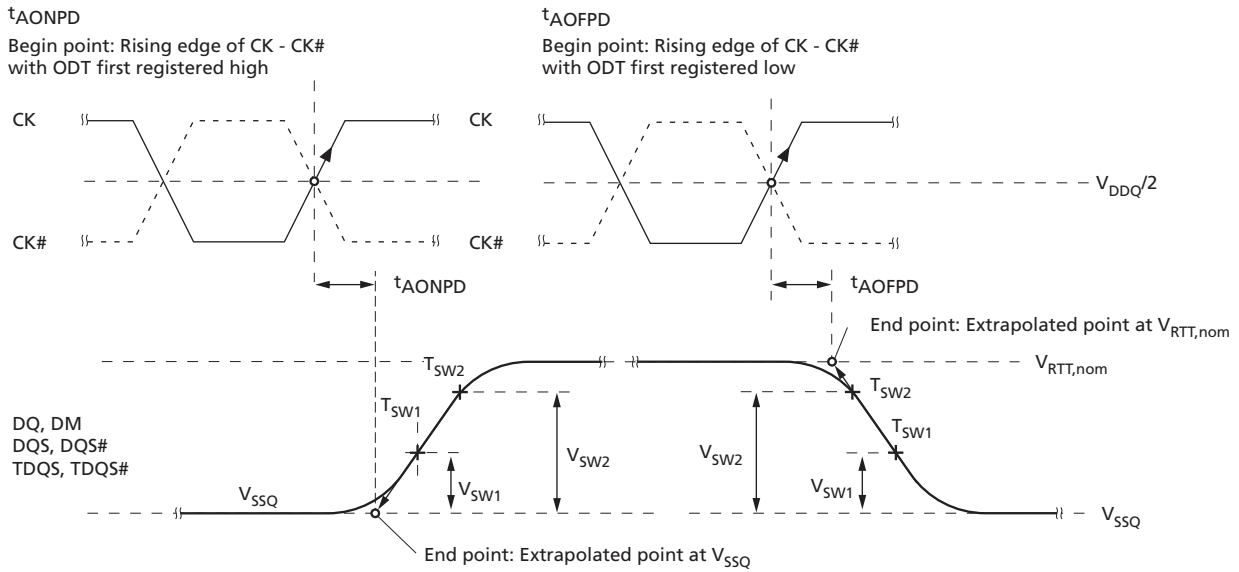 tAONPD
Begin point: Rising edge of CK - CK#
with ODT first registered high
tAOFPD
Begin point: Rising edge of CK - CK#
with ODT first registered low
CK
CK
VDDQ/2
CK#
CK#
tAONPD
tAOFPD
End point: Extrapolated point at VRTT,nom
TSW2
VRTT,nom
TSW2
TSW1
TSW1
DQ, DM
DQS, DQS#
TDQS, TDQS#
VSW2
VSW2
VSW1
VSW1
VSSQ
VSSQ
End point: Extrapolated point at VSSQ